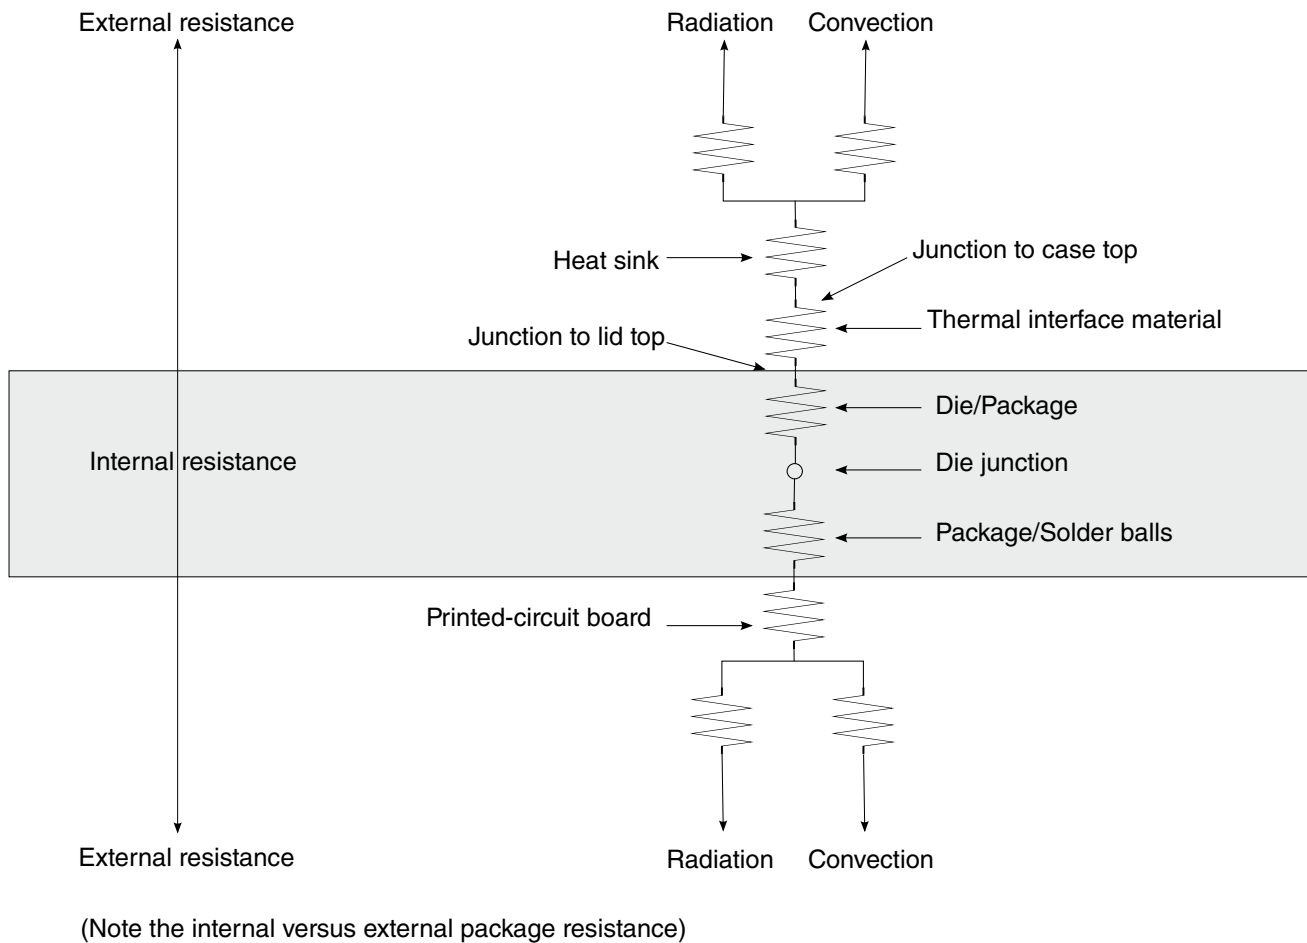 External resistance
Radiation
Convection
Heat sink
Junction to case top
Thermal interface material
Junction to lid top
Die/Package
Internal resistance
Die junction
Package/Solder balls
Printed-circuit board
External resistance
Radiation
Convection
(Note the internal versus external package resistance)